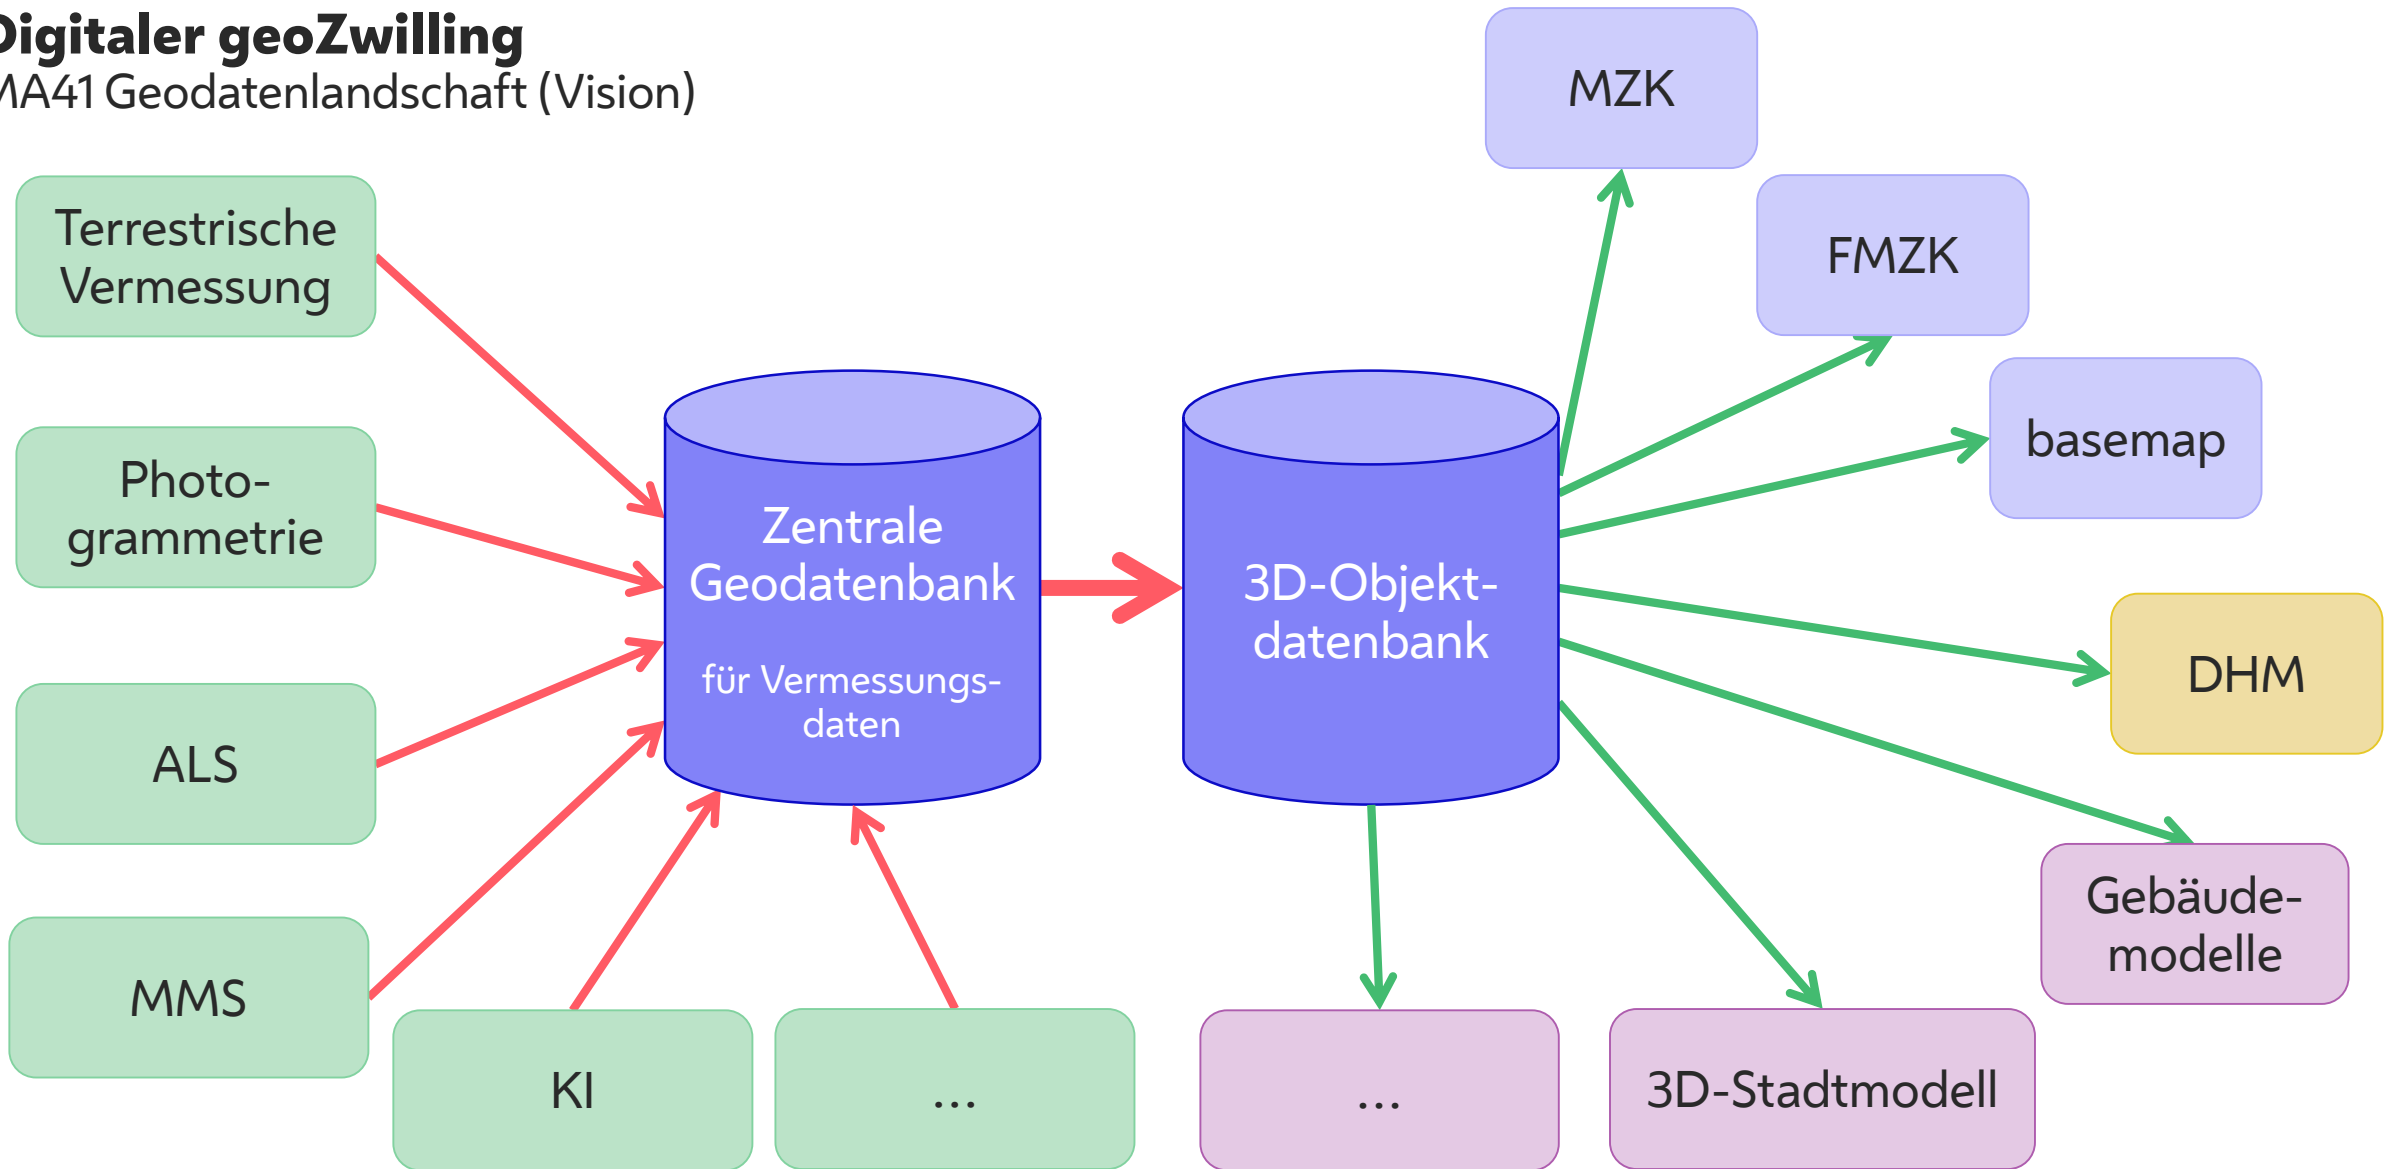 Digitaler geoZwilling
MA41 Geodatenlandschaft (Vision)
MZK
FMZK
basemap
DHM
Gebäude-
modelle
3D-Stadtmodell
...
Terrestrische
Vermessung
Photo-
grammetrie
ALS
MMS
KI
...
Zentrale
Geodatenbank
für Vermessungs-
daten
3D-Objekt-
datenbank